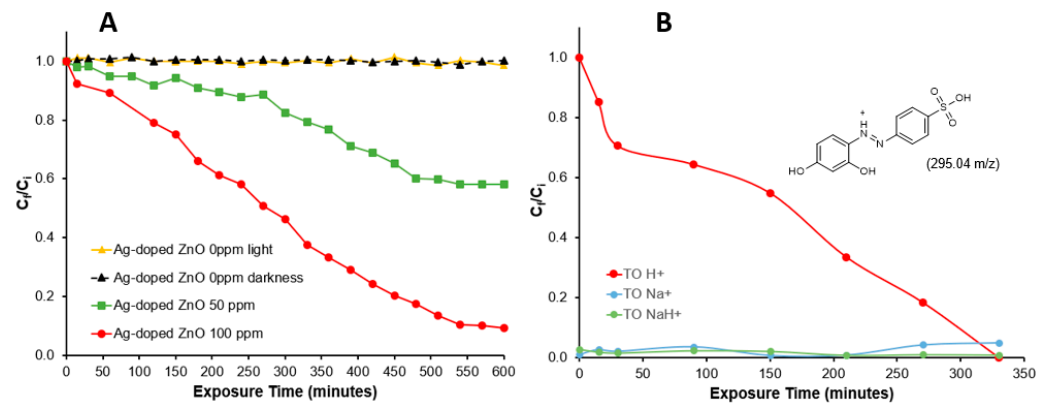 A
C_f/C_i
1.0
0.8
0.6
0.4
0.2
0.0
Ag-doped ZnO 0ppm light
Ag-doped ZnO 0ppm darkness
Ag-doped ZnO 50 ppm
Ag-doped ZnO 100 ppm
0 50 100 150 200 250 300 350 400 450 500 550 600
Exposure Time (minutes)
B
C_f/C_i
1.0
0.8
0.6
0.4
0.2
0.0
O
S OH
O
+
H
N
N
HO OH
(295.04 m/z)
TO H+
TO Na+
TO NaH+
0 50 100 150 200 250 300 350
Exposure Time (minutes)